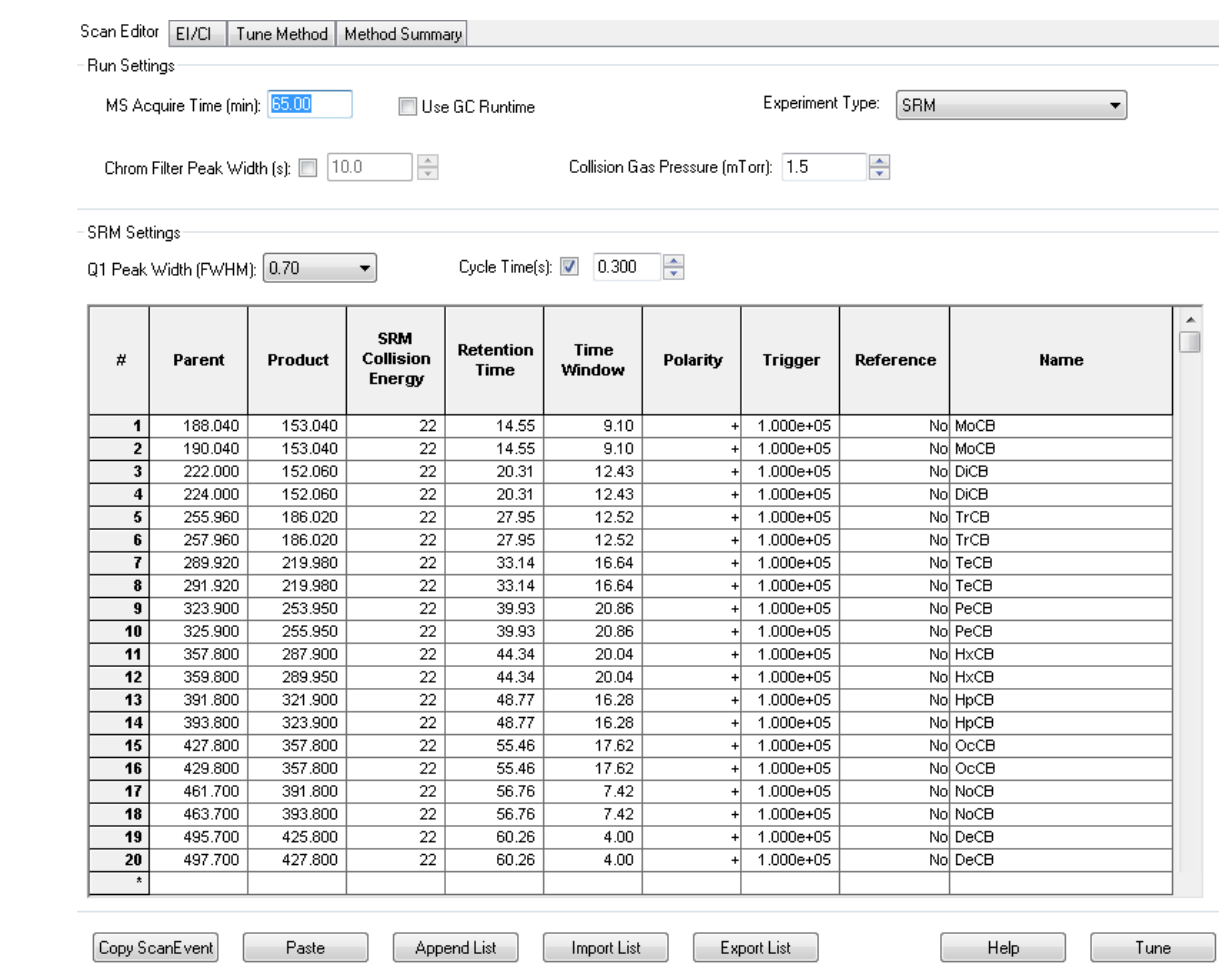 Scan Editor EI/CI Tune Method Method Summary
Run Settings
MS Acquire Time (min): 65.00 Use GC Runtime Experiment Type: SRM
Chrom Filter Peak Width (s): 10.0 Collision Gas Pressure (mTorr): 1.5
SRM Settings
Q1 Peak Width (FWHM): 0.70 Cycle Time(s): 0.300
# Parent Product SRM Collision Energy Retention Time Time Window Polarity Trigger Reference Name
1 188.040 153.040 22 14.55 9.10 + 1.000e+05 No MoCB
2 190.040 153.040 22 14.55 9.10 + 1.000e+05 No MoCB
3 222.000 152.060 22 20.31 12.43 + 1.000e+05 No DiCB
4 224.000 152.060 22 20.31 12.43 + 1.000e+05 No DiCB
5 255.960 186.020 22 27.95 12.52 + 1.000e+05 No TrCB
6 257.960 186.020 22 27.95 12.52 + 1.000e+05 No TrCB
7 289.920 219.980 22 33.14 16.64 + 1.000e+05 No TeCB
8 291.920 219.980 22 33.14 16.64 + 1.000e+05 No TeCB
9 323.900 253.950 22 39.93 20.86 + 1.000e+05 No PeCB
10 325.900 255.950 22 39.93 20.86 + 1.000e+05 No PeCB
11 357.800 287.900 22 44.34 20.04 + 1.000e+05 No HxCB
12 359.800 289.950 22 44.34 20.04 + 1.000e+05 No HxCB
13 391.800 321.900 22 48.77 16.28 + 1.000e+05 No HpCB
14 393.800 323.900 22 48.77 16.28 + 1.000e+05 No HpCB
15 427.800 357.800 22 55.46 17.62 + 1.000e+05 No OcCB
16 429.800 357.800 22 55.46 17.62 + 1.000e+05 No OcCB
17 461.700 391.800 22 56.76 7.42 + 1.000e+05 No NoCB
18 463.700 393.800 22 56.76 7.42 + 1.000e+05 No NoCB
19 495.700 425.800 22 60.26 4.00 + 1.000e+05 No DeCB
20 497.700 427.800 22 60.26 4.00 + 1.000e+05 No DeCB
*
Copy ScanEvent Paste Append List Import List Export List Help Tune